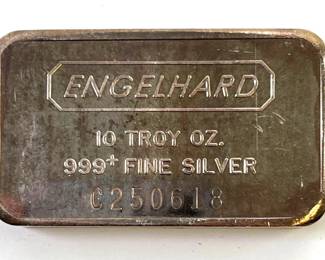 ENGELHARD
10 TROY OZ.
999+ FINE SILVER
C250618